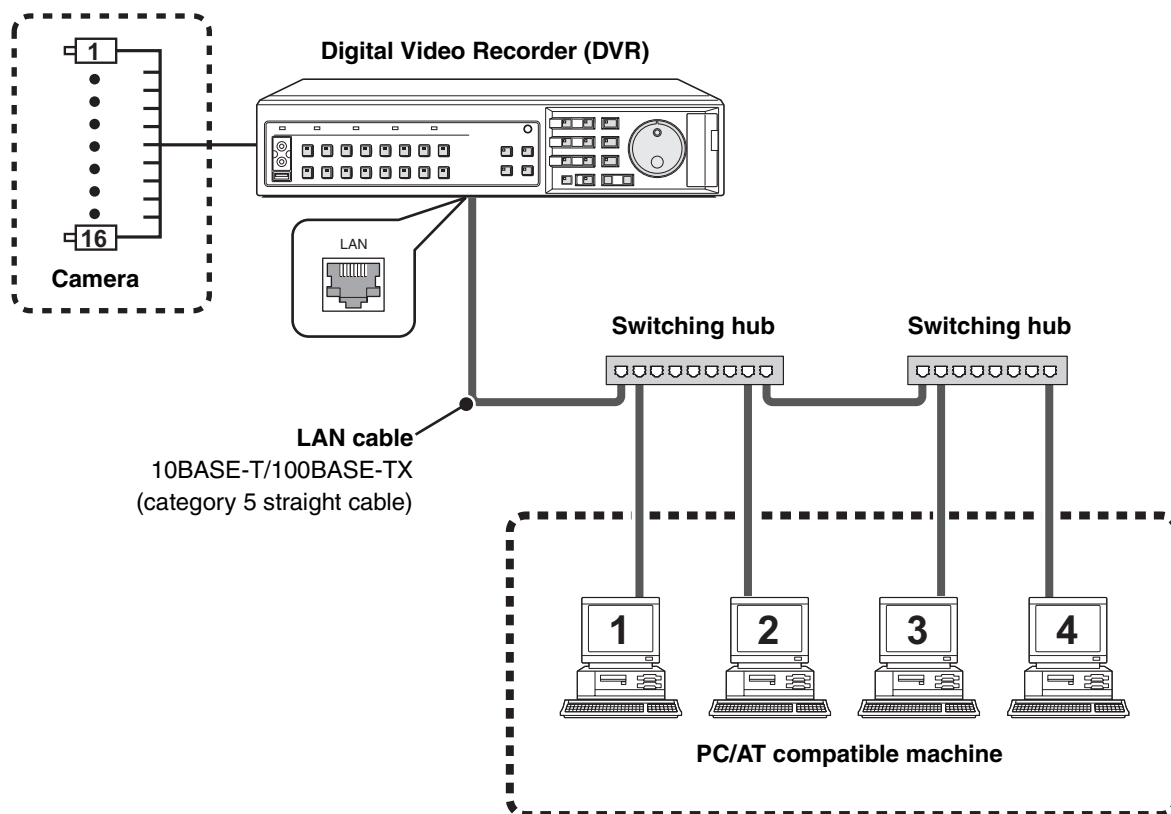 Digital Video Recorder (DVR)
1
16
Camera
LAN
Switching hub
Switching hub
LAN cable
10BASE-T/100BASE-TX
(category 5 straight cable)
1
2
3
4
PC/AT compatible machine